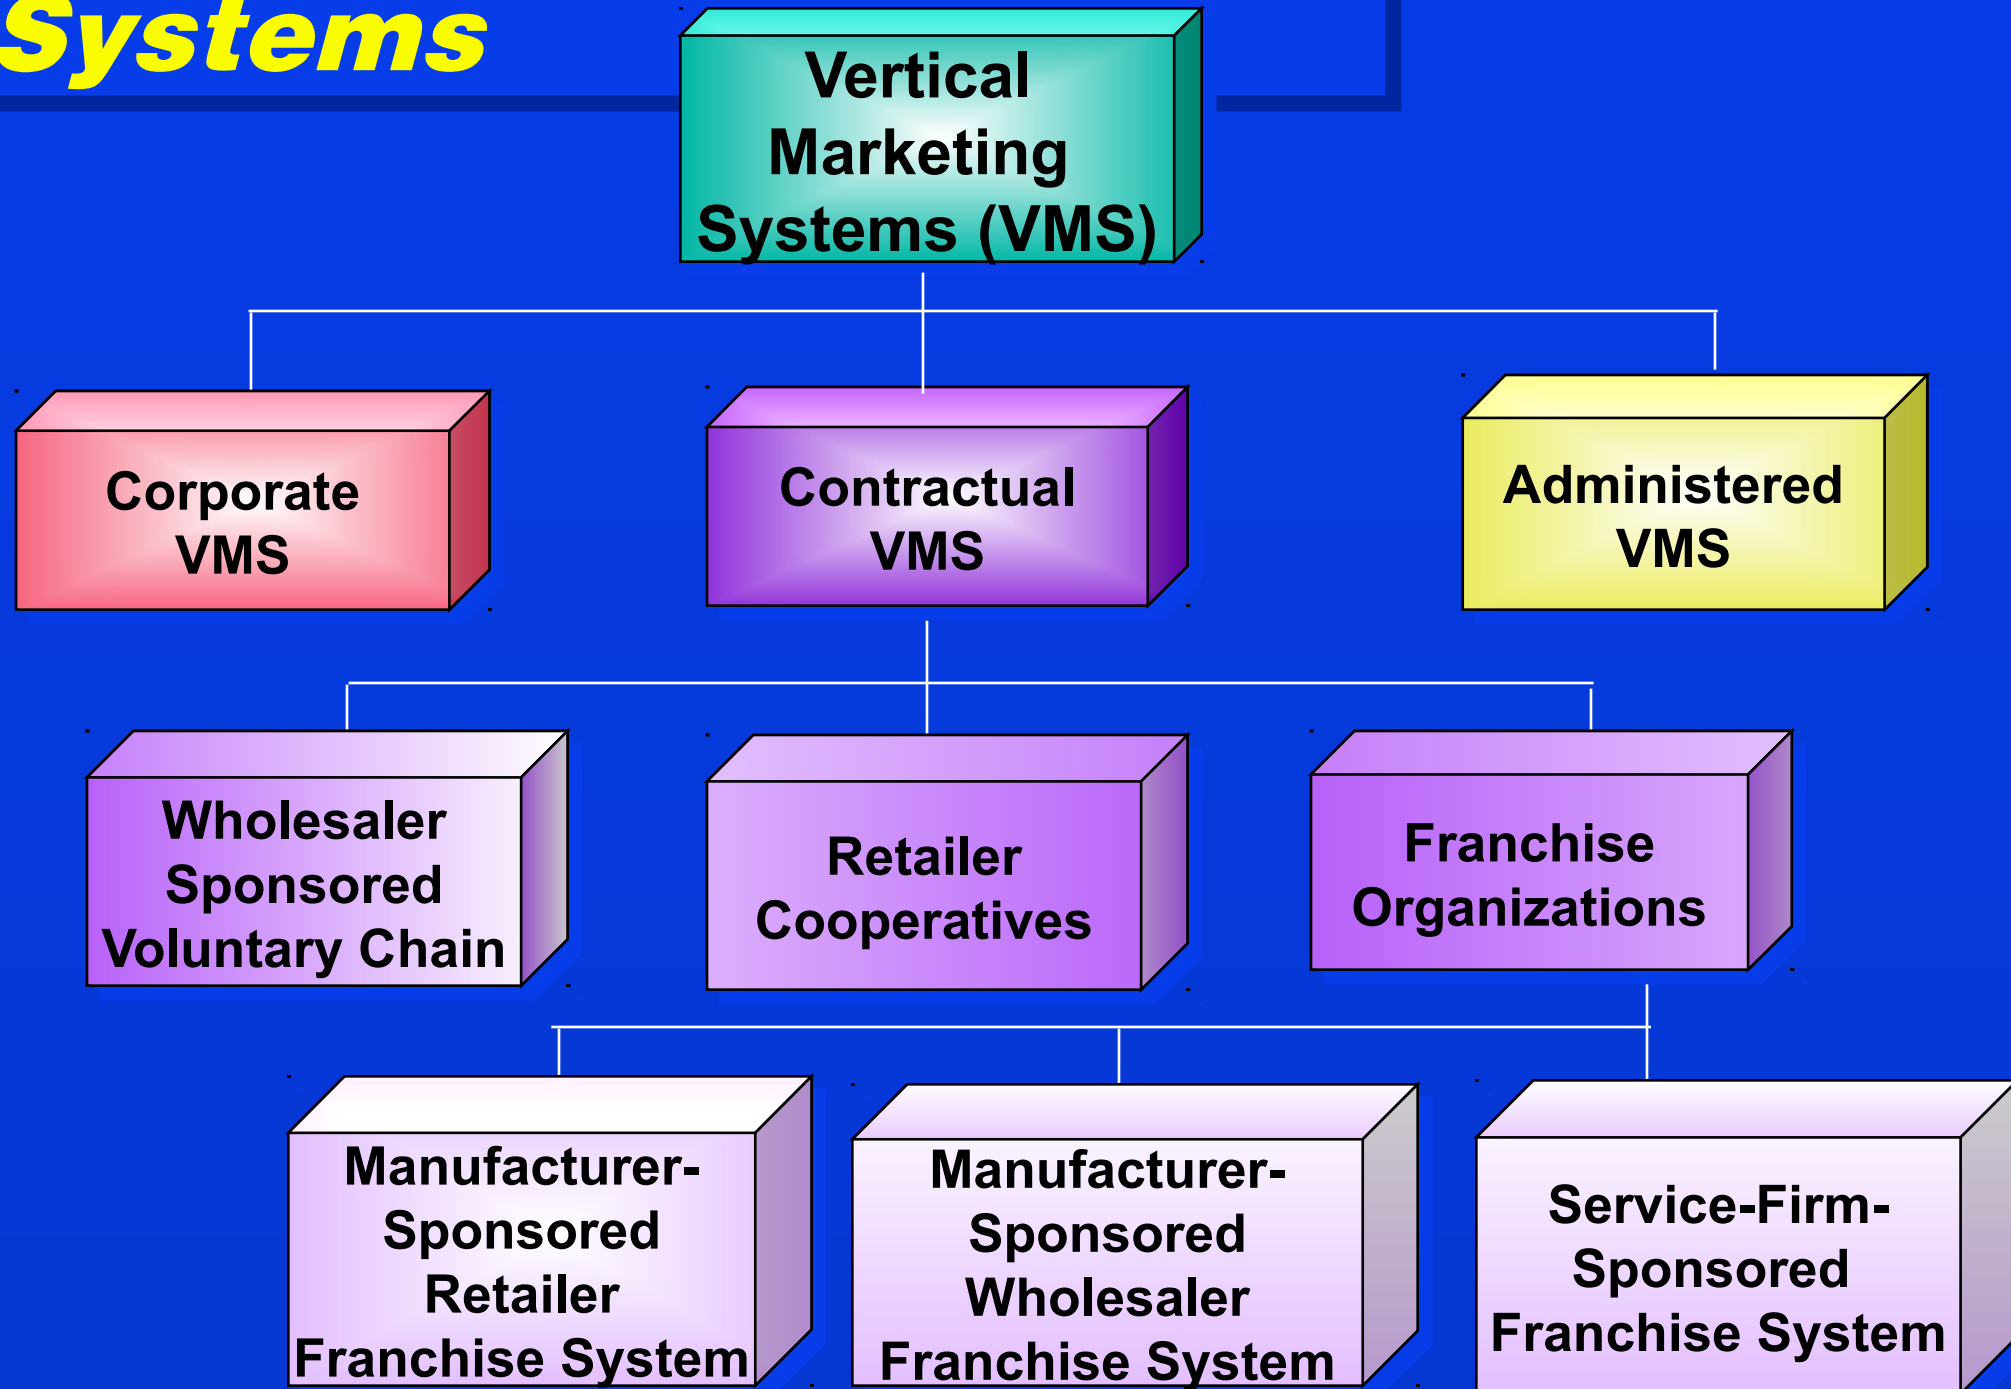 Systems
Vertical
Marketing
Systems (VMS)
Corporate
VMS
Contractual
VMS
Administered
VMS
Wholesaler
Sponsored
Voluntary Chain
Retailer
Cooperatives
Franchise
Organizations
Manufacturer-
Sponsored
Retailer
Franchise System
Manufacturer-
Sponsored
Wholesaler
Franchise System
Service-Firm-
Sponsored
Franchise System